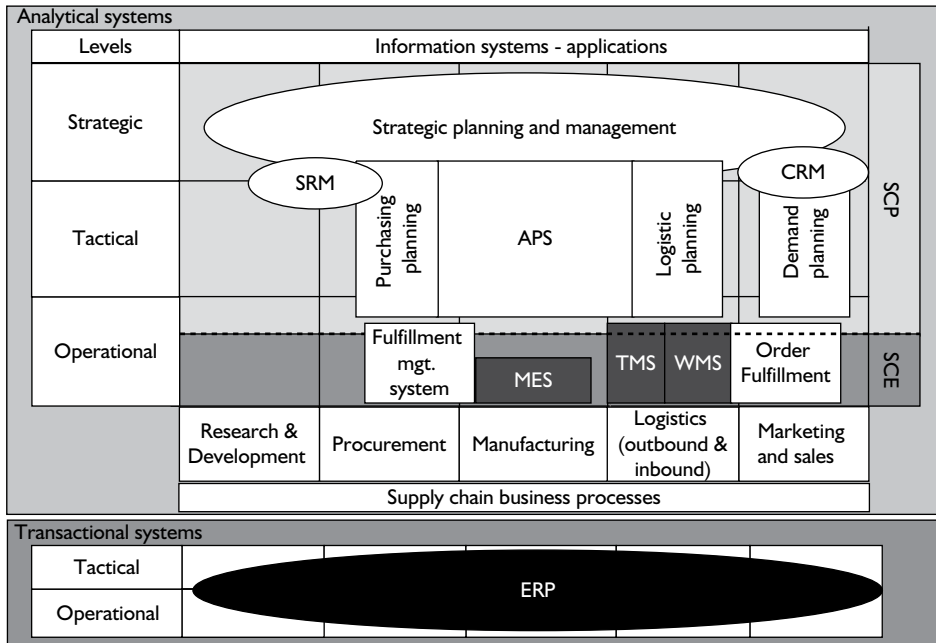 Analytical systems
Levels
Information systems - applications
Strategic
Strategic planning and management
SRM
CRM
Tactical
Purchasing
planning
APS
Logistic
planning
Demand
planning
SCP
Operational
Fulfillment
mgt.
system
MES
TMS
WMS
Order
Fulfillment
SCE
Research &
Development
Procurement
Manufacturing
Logistics
(outbound &
inbound)
Marketing
and sales
Supply chain business processes
Transactional systems
Tactical
ERP
Operational